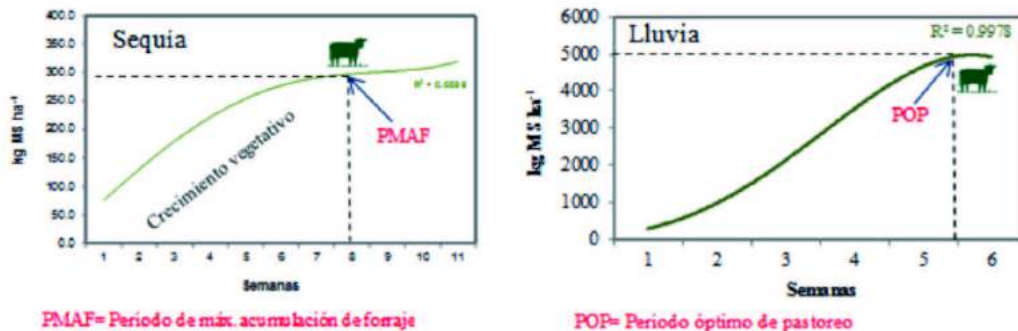 Sequía
400.0
350.0
300.0
250.0
200.0
150.0
100.0
50.0
0.0
kg MS ha⁻¹
Crecimiento vegetativo
PMAF
1 2 3 4 5 6 7 8 9 10 11
Semanas
PMAF= Periodo de máx. acumulación de forraje
Lluvia
R² = 0.9978
6000
5000
4000
3000
2000
1000
0
kg MS ha⁻¹
POP
1 2 3 4 5 6
Semanas
POP= Periodo óptimo de pastoreo